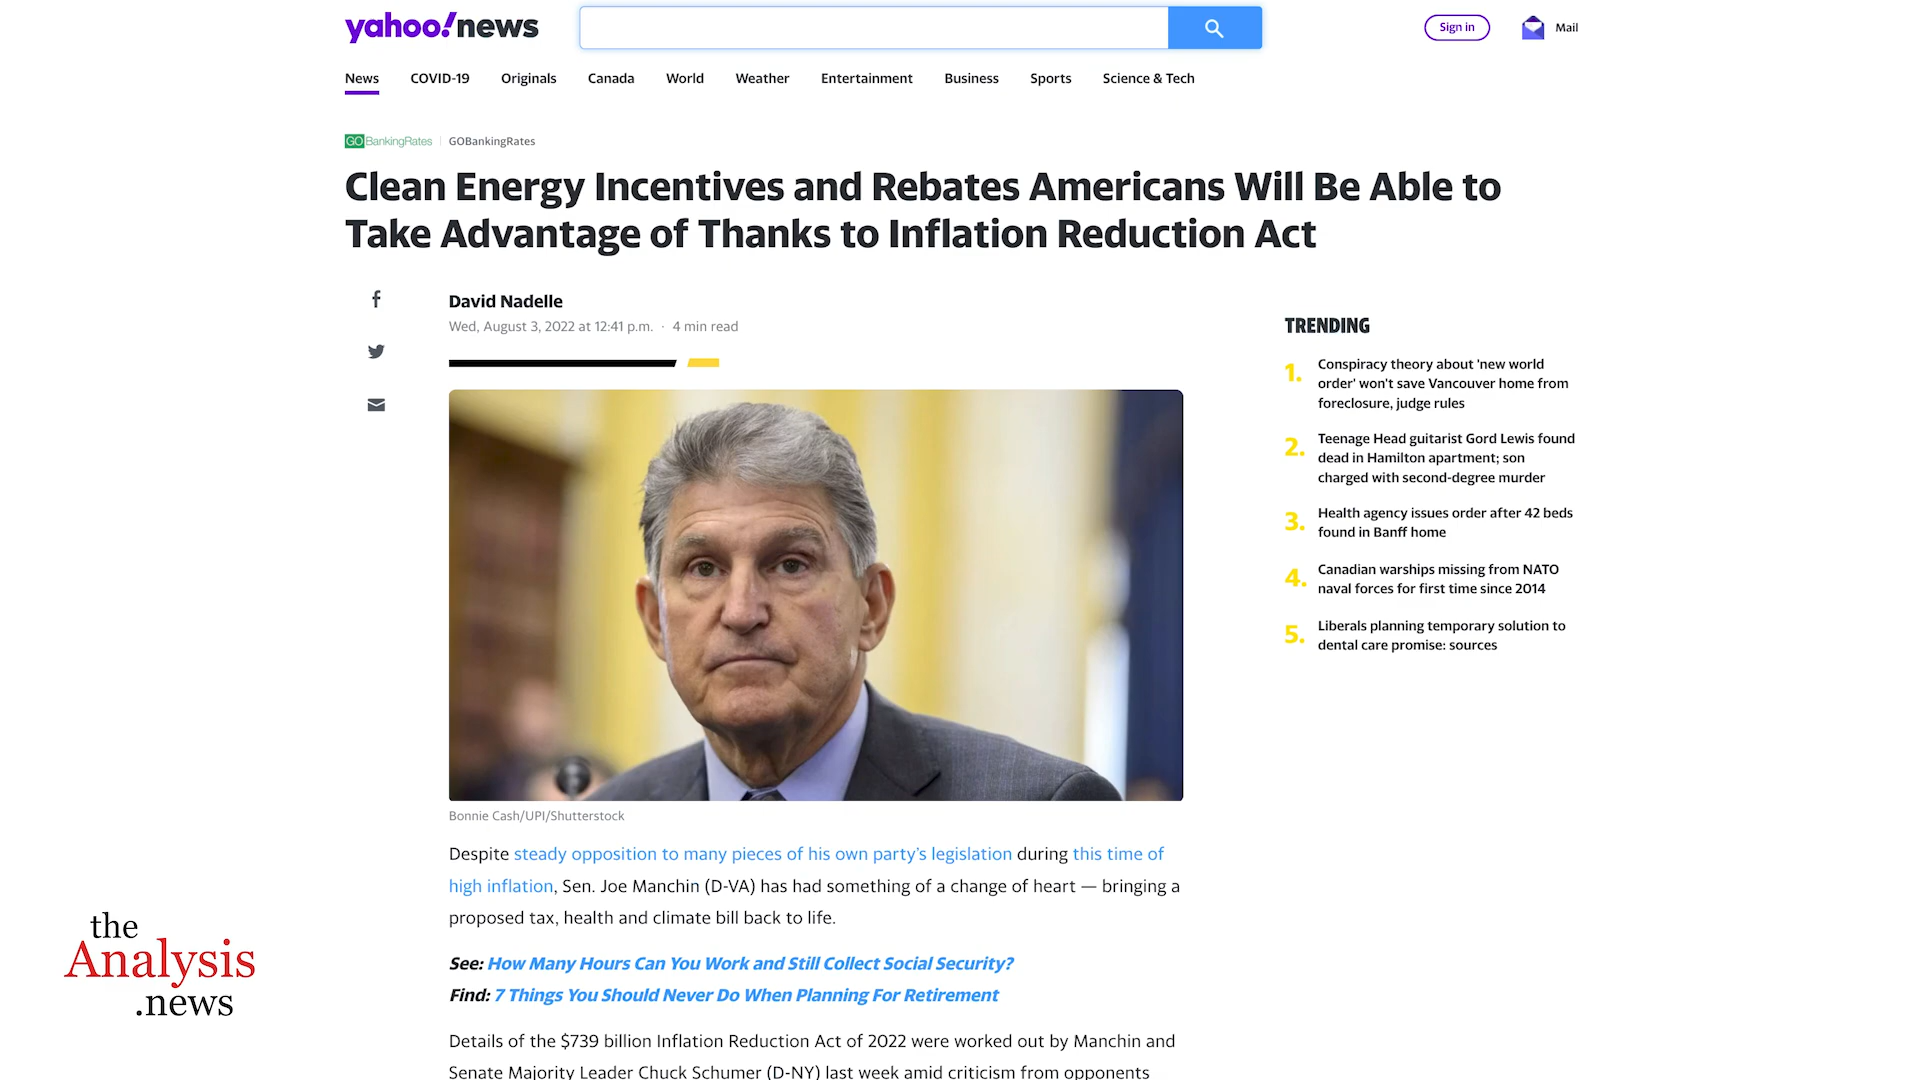 yahoo!news
Sign in
Mail
News COVID-19 Originals Canada World Weather Entertainment Business Sports Science & Tech
GOBankingRates GOBankingRates
Clean Energy Incentives and Rebates Americans Will Be Able to
Take Advantage of Thanks to Inflation Reduction Act
David Nadelle
Wed, August 3, 2022 at 12:41 p.m. · 4 min read
Bonnie Cash/UPI/Shutterstock
Despite steady opposition to many pieces of his own party's legislation during this time of
high inflation, Sen. Joe Manchin (D-VA) has had something of a change of heart — bringing a
proposed tax, health and climate bill back to life.
See: How Many Hours Can You Work and Still Collect Social Security?
Find: 7 Things You Should Never Do When Planning For Retirement
Details of the $739 billion Inflation Reduction Act of 2022 were worked out by Manchin and
Senate Majority Leader Chuck Schumer (D-NY) last week amid criticism from opponents
TRENDING
1. Conspiracy theory about 'new world
order' won't save Vancouver home from
foreclosure, judge rules
2. Teenage Head guitarist Gord Lewis found
dead in Hamilton apartment; son
charged with second-degree murder
3. Health agency issues order after 42 beds
found in Banff home
4. Canadian warships missing from NATO
naval forces for first time since 2014
5. Liberals planning temporary solution to
dental care promise: sources
the
Analysis
.news